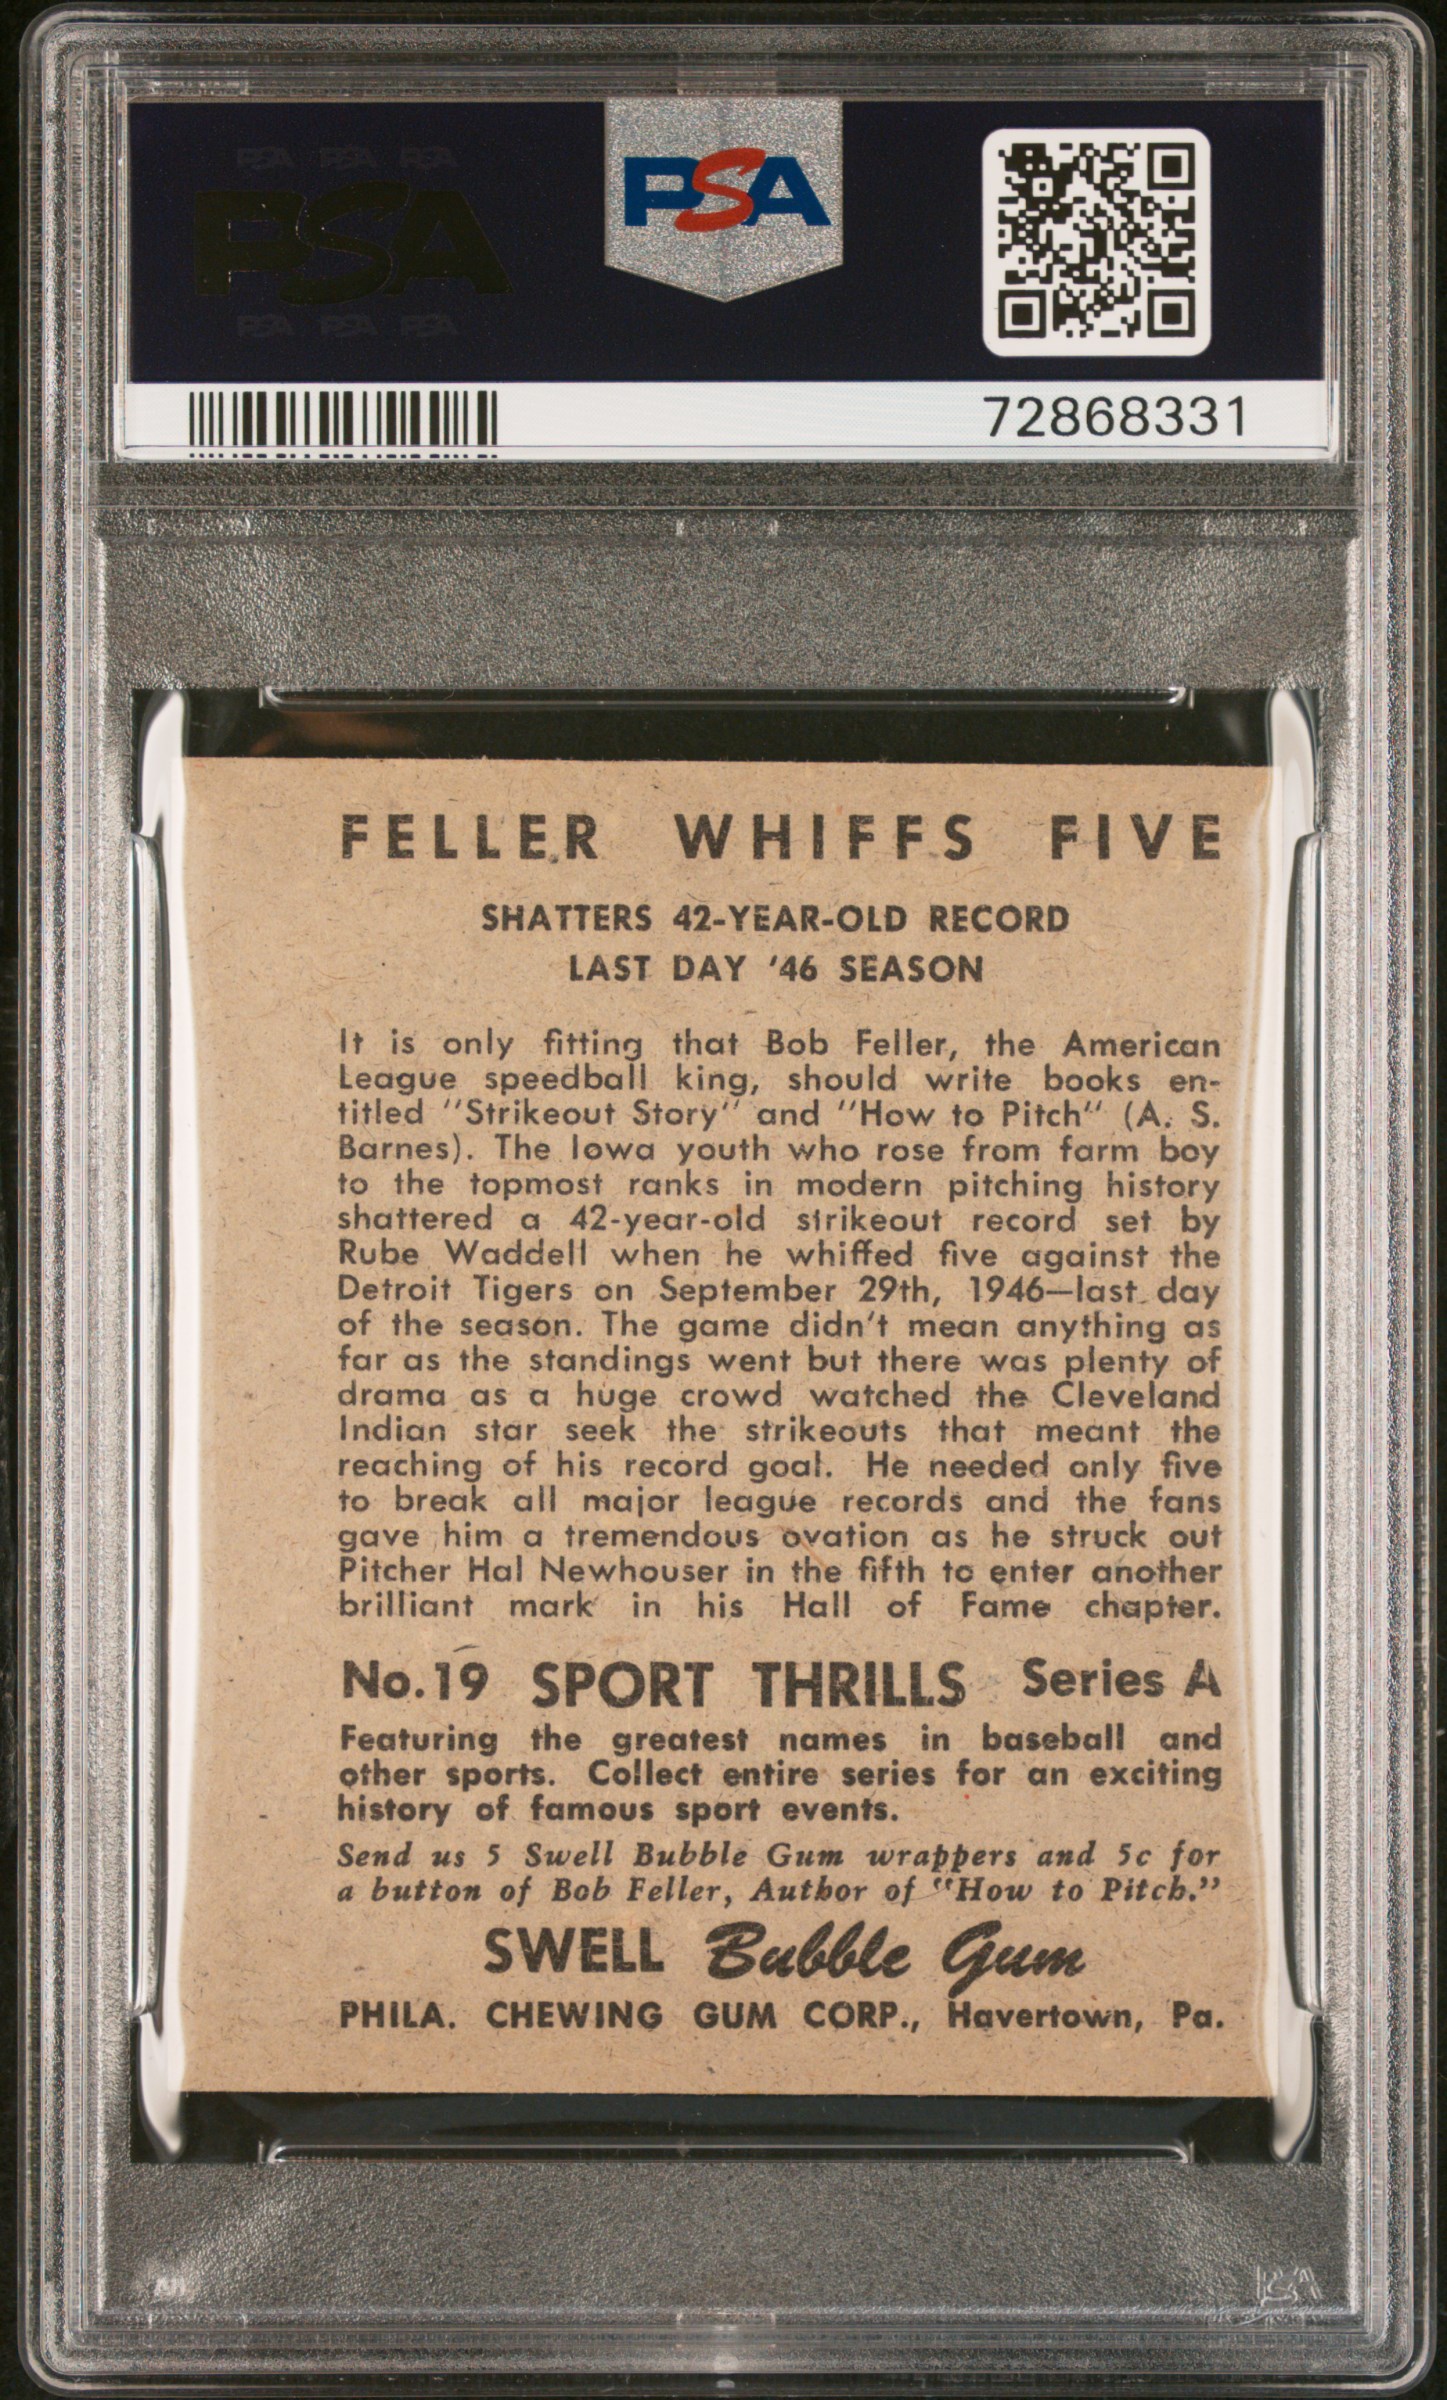 PSA PSA PSA
PSA
PSA PSA PSA
PSA
72868331
FELLER WHIFFS FIVE
SHATTERS 42-YEAR-OLD RECORD
LAST DAY '46 SEASON
It is only fitting that Bob Feller, the American
League speedball king, should write books en-
titled "Strikeout Story" and "How to Pitch" (A. S.
Barnes). The Iowa youth who rose from farm boy
to the topmost ranks in modern pitching history
shattered a 42-year-old strikeout record set by
Rube Waddell when he whiffed five against the
Detroit Tigers on September 29th, 1946—last day
of the season. The game didn't mean anything as
far as the standings went but there was plenty of
drama as a huge crowd watched the Cleveland
Indian star seek the strikeouts that meant the
reaching of his record goal. He needed only five
to break all major league records and the fans
gave him a tremendous ovation as he struck out
Pitcher Hal Newhouser in the fifth to enter another
brilliant mark in his Hall of Fame chapter.
No. 19 SPORT THRILLS Series A
Featuring the greatest names in baseball and
other sports. Collect entire series for an exciting
history of famous sport events.
Send us 5 Swell Bubble Gum wrappers and 5c for
a button of Bob Feller, Author of "How to Pitch."
SWELL Bubble Gum
PHILA. CHEWING GUM CORP., Havertown, Pa.
PSA